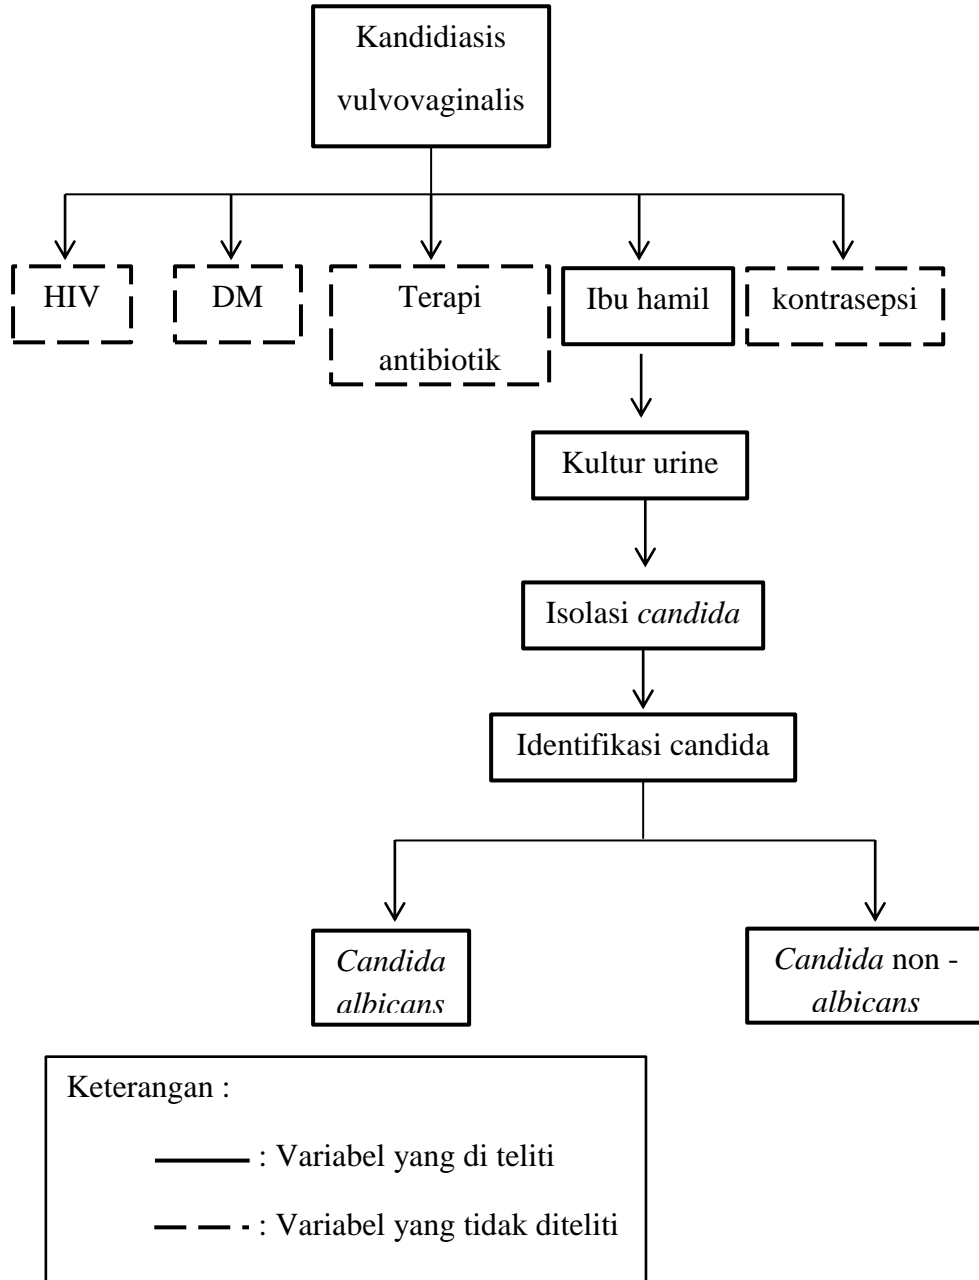 Kandidiasis
vulvovaginalis
HIV
DM
Terapi
antibiotik
Ibu hamil
kontrasepsi
Kultur urine
Isolasi candida
Identifikasi candida
Candida
albicans
Candida non -
albicans
Keterangan :
: Variabel yang di teliti
: Variabel yang tidak diteliti